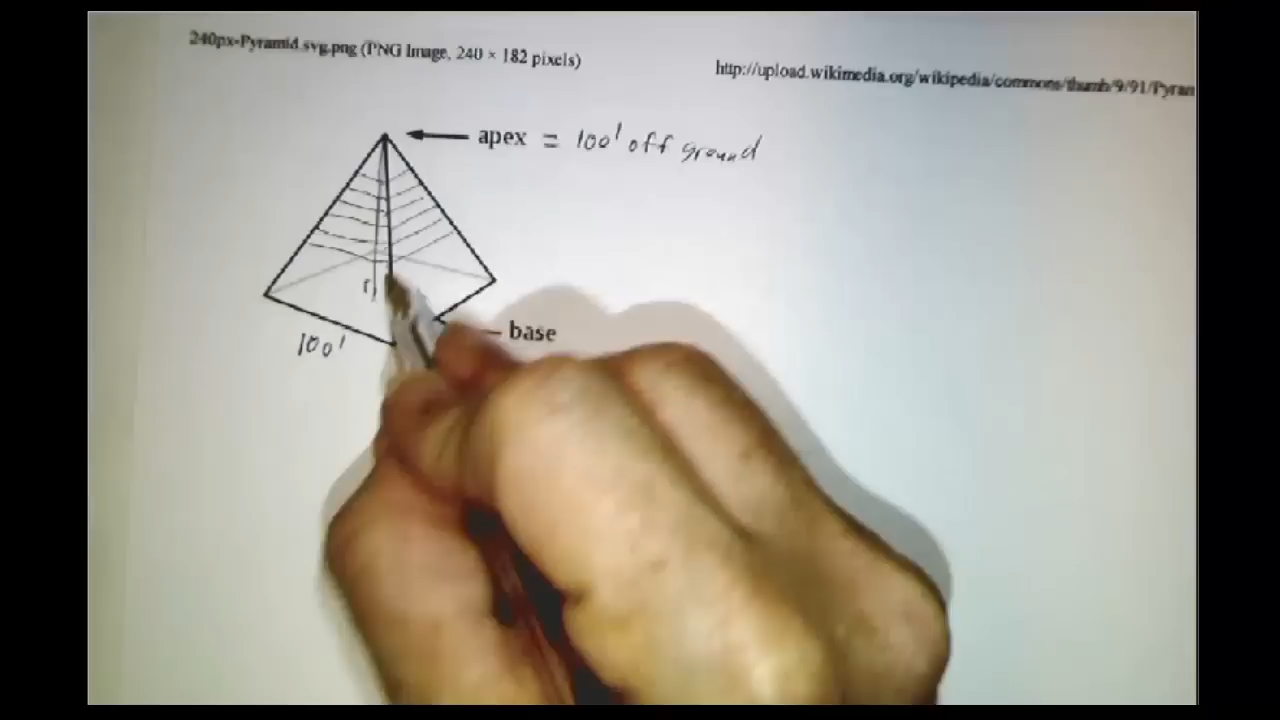 240px-Pyramid.svg.png (PNG Image, 240 × 182 pixels)
http://upload.wikimedia.org/wikipedia/commons/thumb/9/91/Pyram
apex = 100' off ground
base
100'